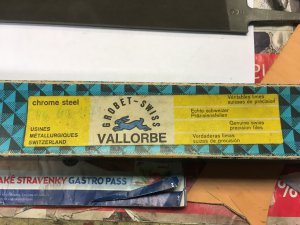 chrome steel
USINES
METALLURGIQUES
SWITZERLAND
GROBET-SWISS
VALLORBE
Véritables limes
suisses de précision
Echte schweizer
Präzisionsfeilen
Genuine swiss
precision files
Verdaderas limas
suizas de precisión
STRAVENKY GASTRO PASS